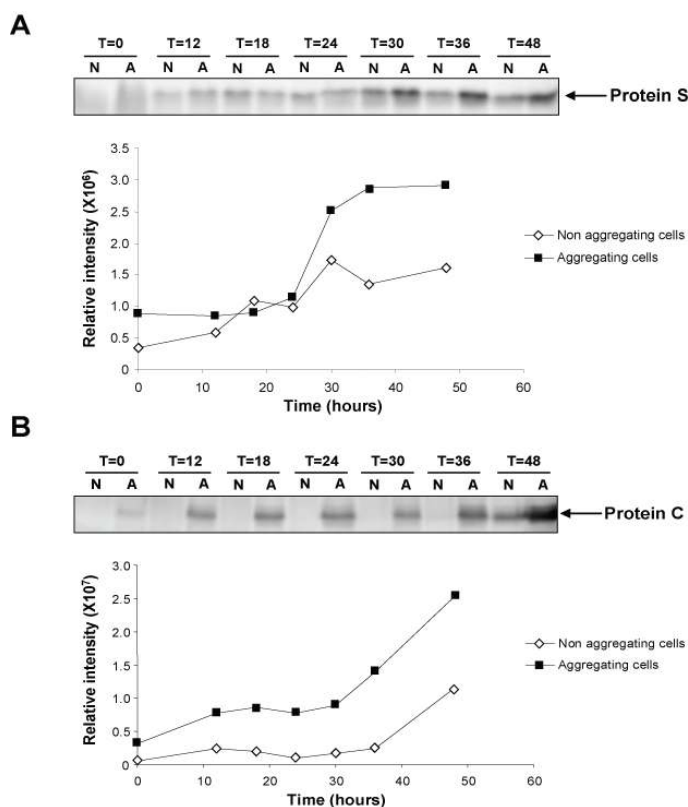 A
T=0 T=12 T=18 T=24 T=30 T=36 T=48
N A N A N A N A N A N A N A
Protein S
3.5
3.0
2.5
2.0
1.5
1.0
0.5
0
Relative intensity (X10⁶)
0 10 20 30 40 50 60
Time (hours)
Non aggregating cells
Aggregating cells
B
T=0 T=12 T=18 T=24 T=30 T=36 T=48
N A N A N A N A N A N A N A
Protein C
3.0
2.5
2.0
1.5
1.0
0.5
0
Relative intensity (X10⁷)
0 10 20 30 40 50 60
Time (hours)
Non aggregating cells
Aggregating cells